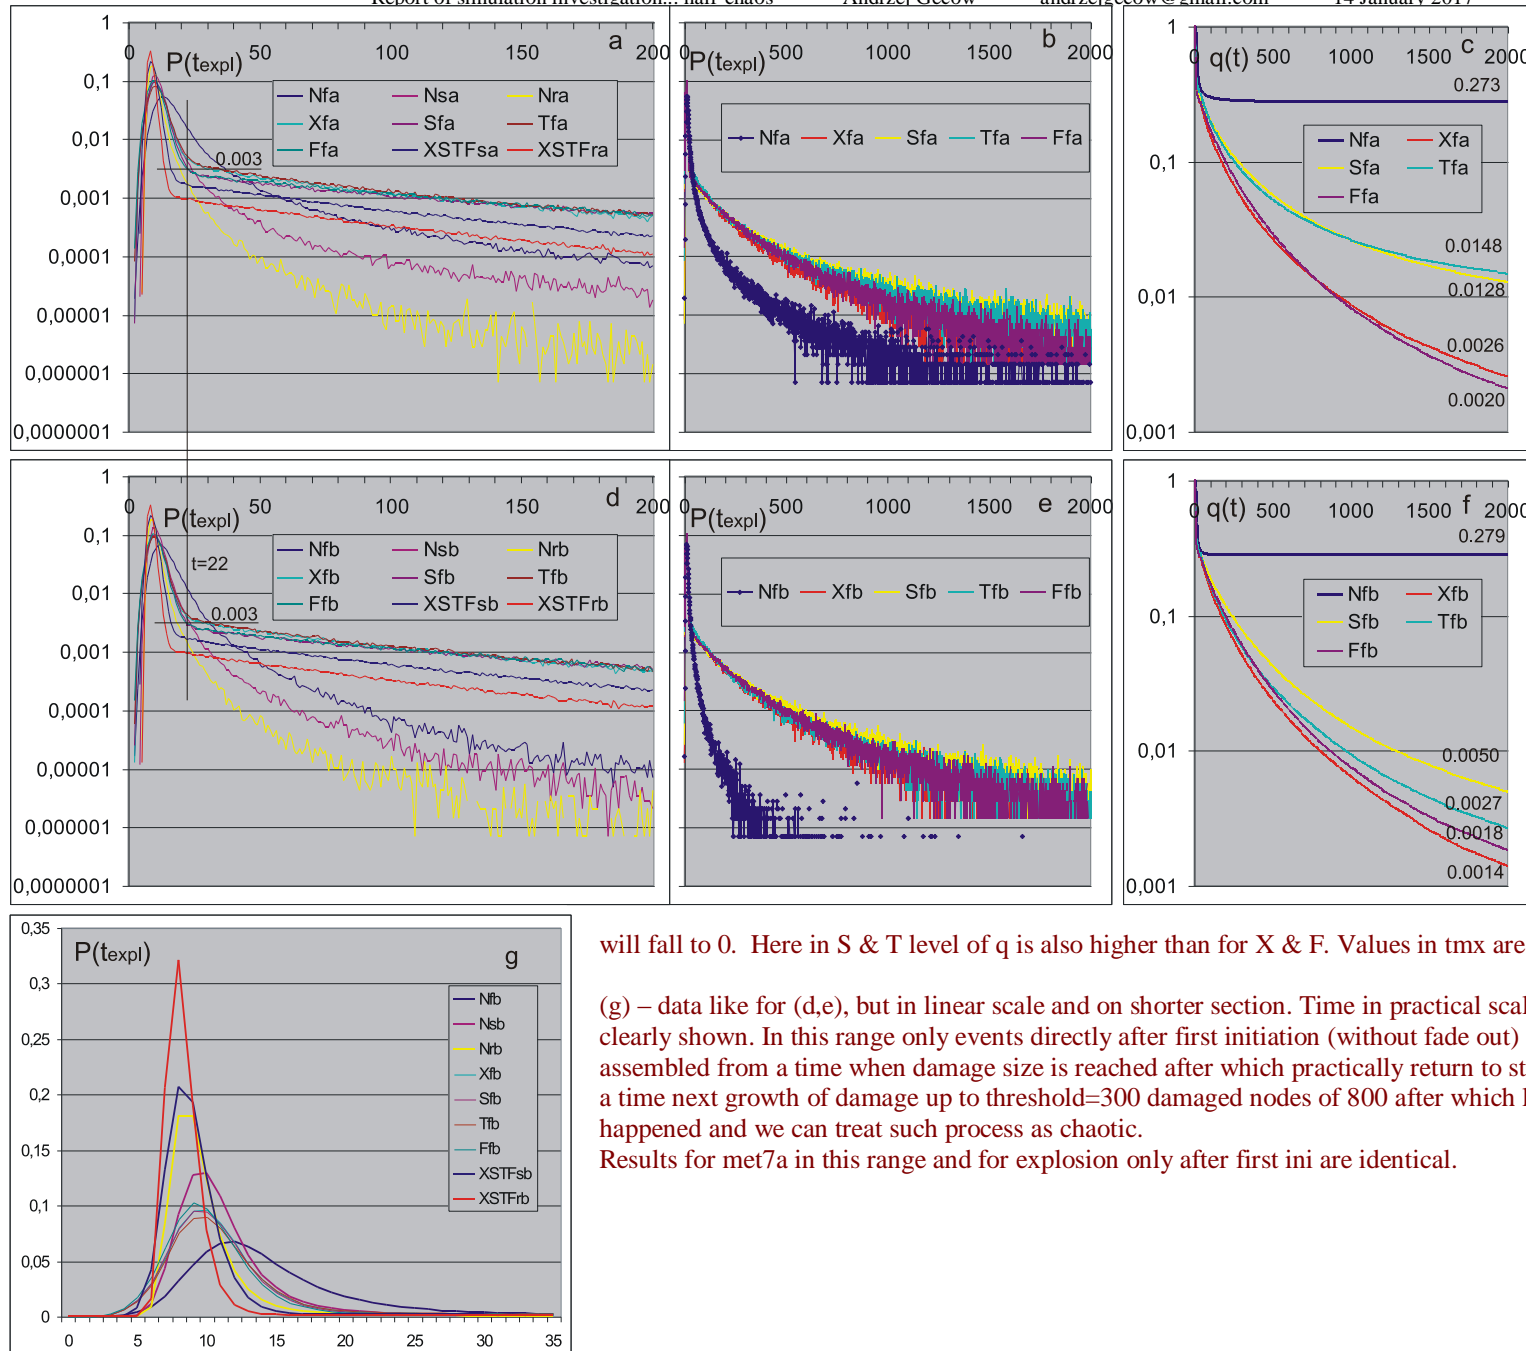 Report of simulation investigation... half-chaos Andrzej Gecow andrzejgecow@gmail.com 14 January 2017
a
P(texpl)
1
0,1
0,01
0,001
0,0001
0,00001
0,000001
0,0000001
0 50 100 150 200
Nfa Nsa Nra
Xfa Sfa Tfa
Ffa XSTFsa XSTFra
0.003
b
P(texpl)
0 500 1000 1500 2000
Nfa Xfa Sfa Tfa Ffa
c
q(t)
1
0,1
0,01
0,001
0 500 1000 1500 2000
0.273
Nfa Xfa
Sfa Tfa
Ffa
0.0148
0.0128
0.0026
0.0020
d
P(texpl)
1
0,1
0,01
0,001
0,0001
0,00001
0,000001
0,0000001
0 50 100 150 200
Nfb Nsb Nrb
Xfb Sfb Tfb
Ffb XSTFsb XSTFrb
t=22
0.003
e
P(texpl)
0 500 1000 1500 2000
Nfb Xfb Sfb Tfb Ffb
f
q(t)
1
0,1
0,01
0,001
0 500 1000 1500 2000
0.279
Nfb Xfb
Sfb Tfb
Ffb
0.0050
0.0027
0.0018
0.0014
g
P(texpl)
0,35
0,3
0,25
0,2
0,15
0,1
0,05
0
0 5 10 15 20 25 30 35
Nfb
Nsb
Nrb
Xfb
Sfb
Tfb
Ffb
XSTFsb
XSTFrb
will fall to 0. Here in S & T level of q is also higher than for X & F. Values in tmx are
(g) – data like for (d,e), but in linear scale and on shorter section. Time in practical scal
clearly shown. In this range only events directly after first initiation (without fade out)
assembled from a time when damage size is reached after which practically return to st
a time next growth of damage up to threshold=300 damaged nodes of 800 after which
happened and we can treat such process as chaotic.
Results for met7a in this range and for explosion only after first ini are identical.